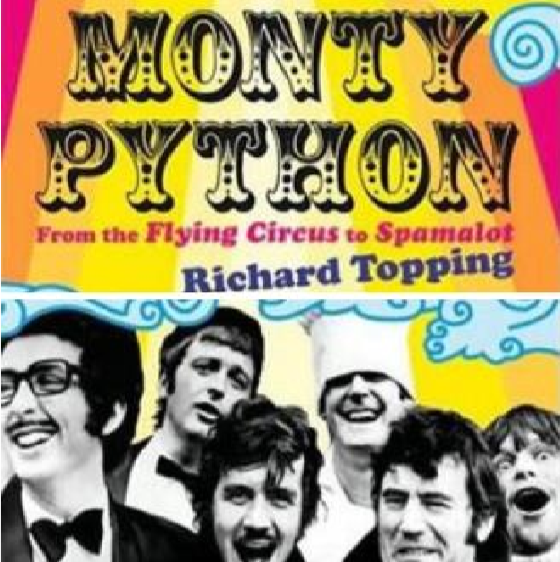 MONTY
PYTHON
From the Flying Circus to Spamalot
Richard Topping